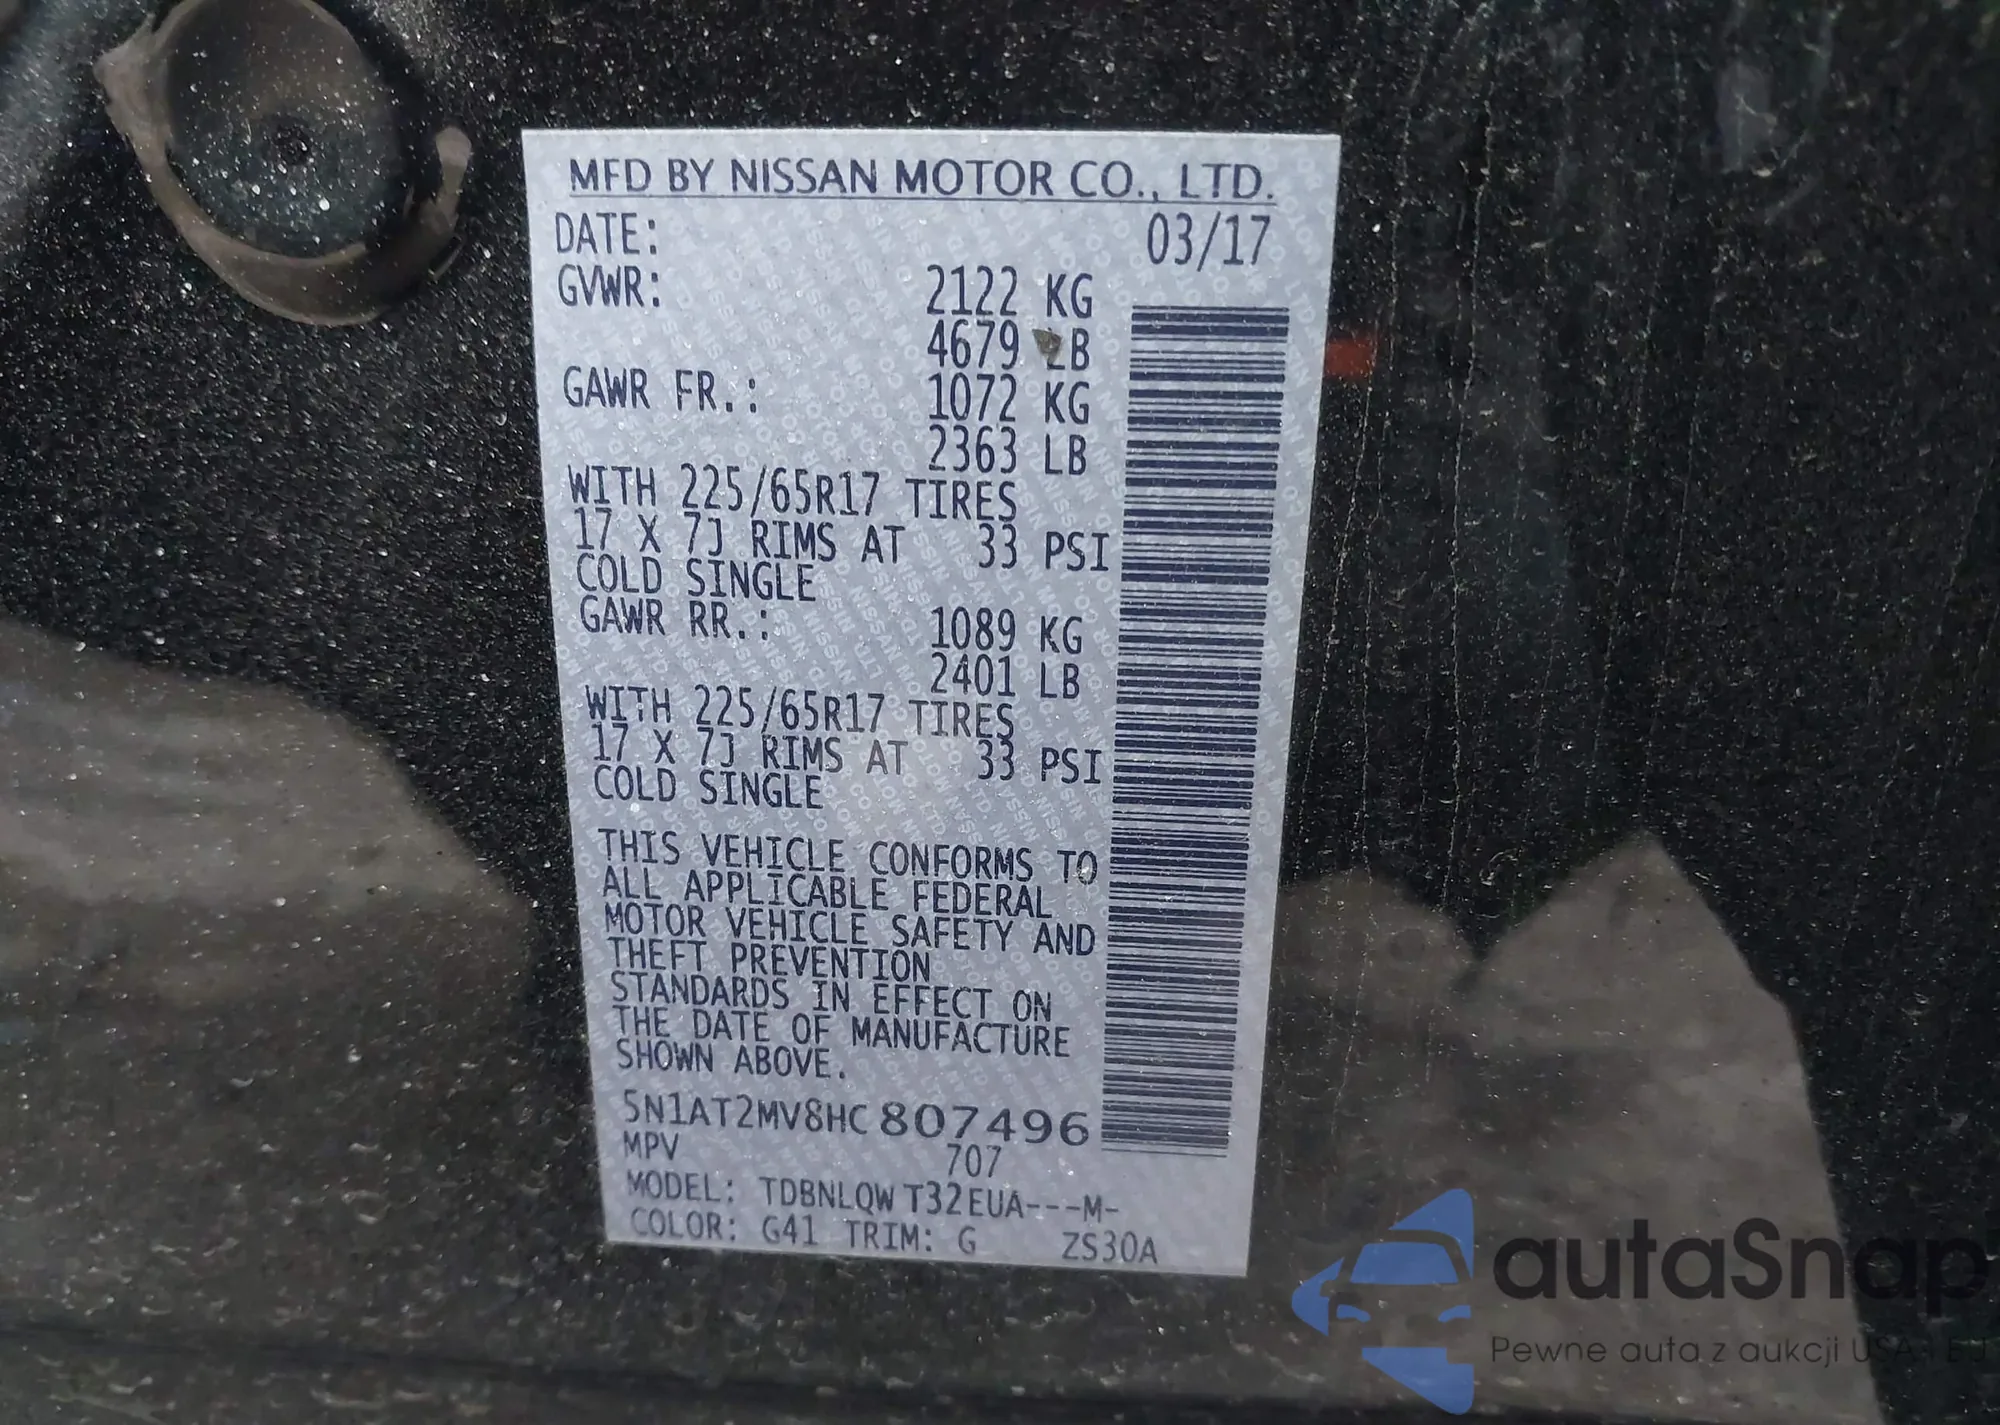 MFD BY NISSAN MOTOR CO., LTD.
DATE: 03/17
GVWR: 2122 KG
4679 LB
GAWR FR.: 1072 KG
2363 LB
WITH 225/65R17 TIRES
17 X 7J RIMS AT 33 PSI
COLD SINGLE
GAWR RR.: 1089 KG
2401 LB
WITH 225/65R17 TIRES
17 X 7J RIMS AT 33 PSI
COLD SINGLE
THIS VEHICLE CONFORMS TO
ALL APPLICABLE FEDERAL
MOTOR VEHICLE SAFETY AND
THEFT PREVENTION
STANDARDS IN EFFECT ON
THE DATE OF MANUFACTURE
SHOWN ABOVE.
5N1AT2MV8HC807496
MPV 707
MODEL: TDBNLQW T32EUA---M-
COLOR: G41 TRIM: G ZS30A
autaSnap
Pewne auta z aukcji USA i EU